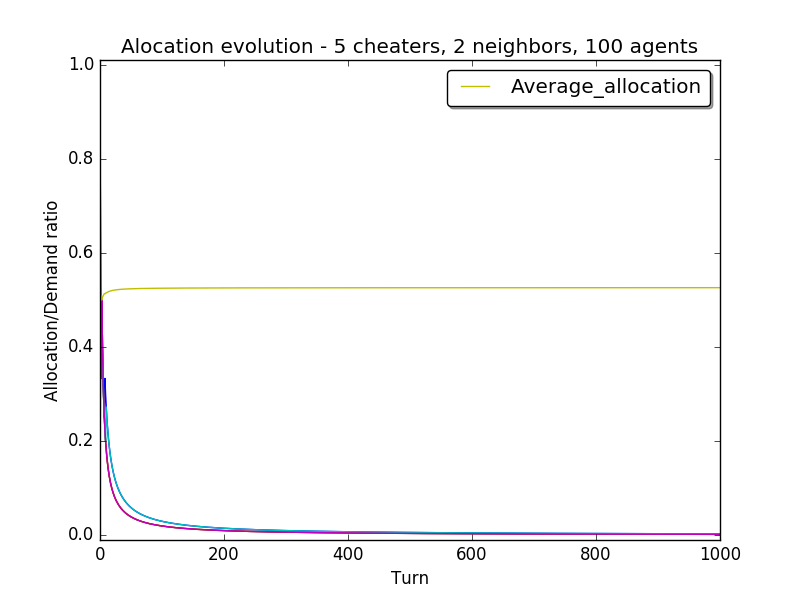 Alocation evolution - 5 cheaters, 2 neighbors, 100 agents
Average_allocation
Allocation/Demand ratio
1.0
0.8
0.6
0.4
0.2
0.0
0 200 400 600 800 1000
Turn